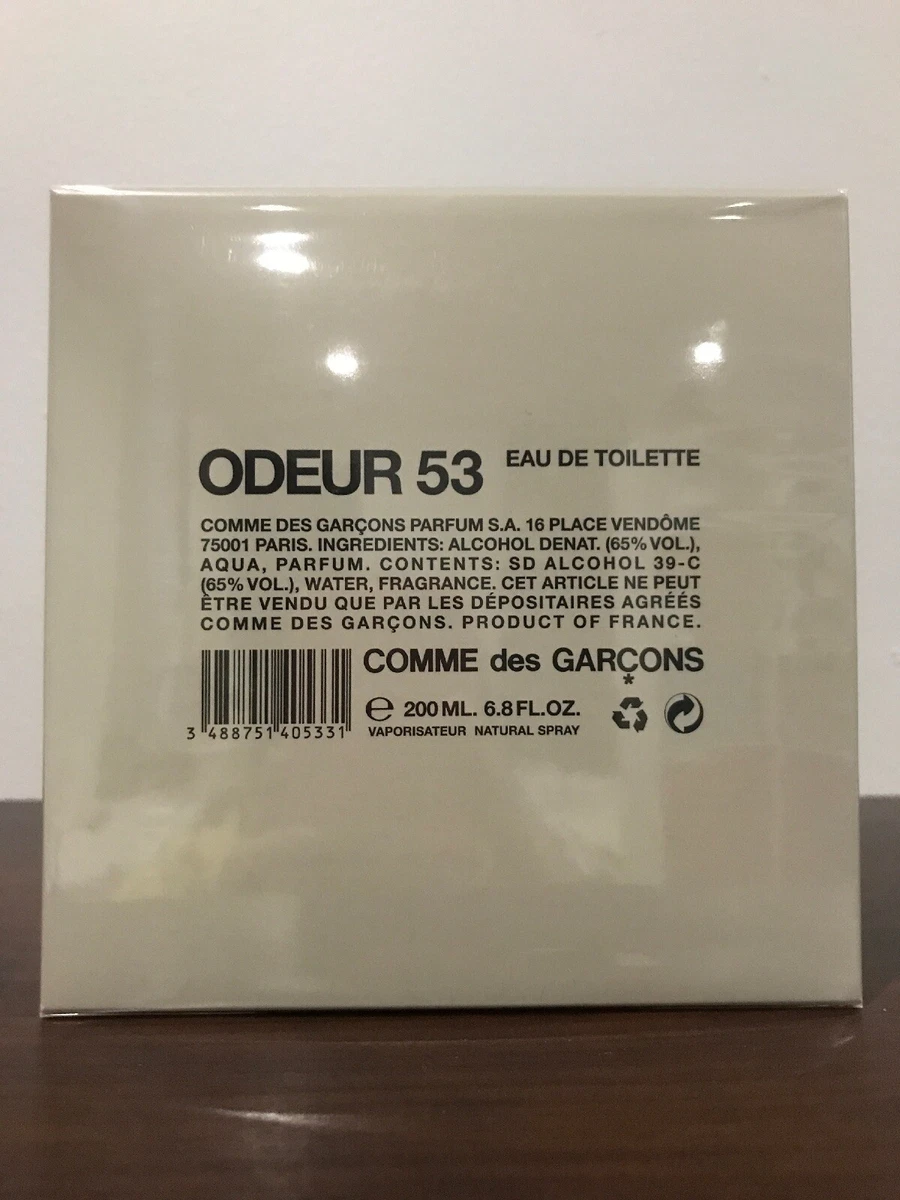 ODEUR 53 EAU DE TOILETTE
COMME DES GARÇONS PARFUM S.A. 16 PLACE VENDÔME
75001 PARIS. INGREDIENTS: ALCOHOL DENAT. (65% VOL.),
AQUA, PARFUM. CONTENTS: SD ALCOHOL 39-C
(65% VOL.), WATER, FRAGRANCE. CET ARTICLE NE PEUT
ÊTRE VENDU QUE PAR LES DÉPOSITAIRES AGRÉÉS
COMME DES GARÇONS. PRODUCT OF FRANCE.
COMME des GARÇONS
*
℮ 200 ML. 6.8 FL.OZ.
VAPORISATEUR NATURAL SPRAY
3 488751 405331